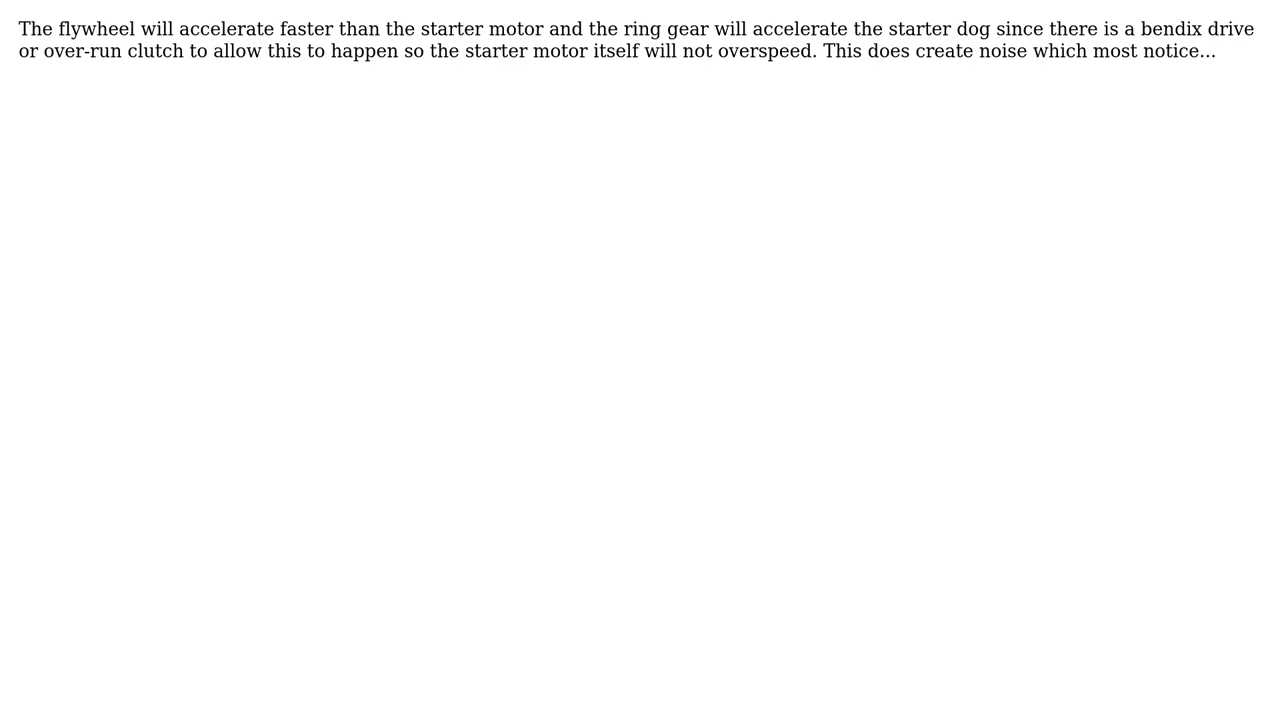 The flywheel will accelerate faster than the starter motor and the ring gear will accelerate the starter dog since there is a bendix drive
or over-run clutch to allow this to happen so the starter motor itself will not overspeed. This does create noise which most notice...